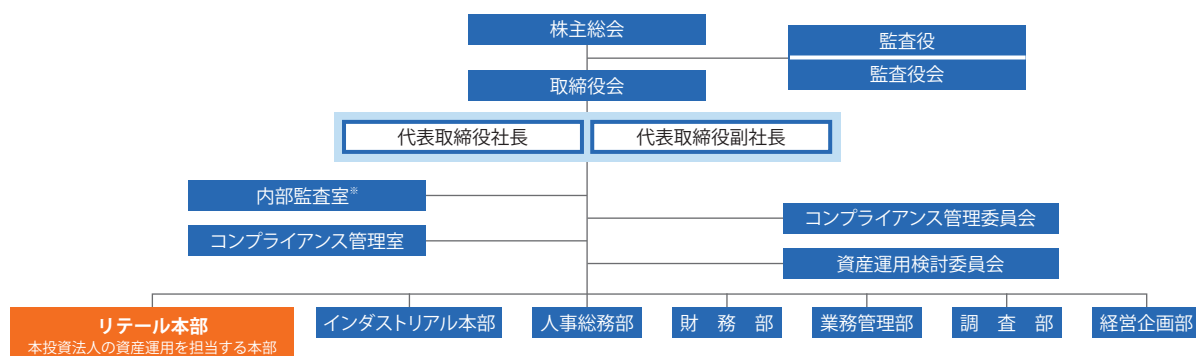 株主総会
監査役
監査役会
取締役会
代表取締役社長
代表取締役副社長
内部監査室※
コンプライアンス管理委員会
コンプライアンス管理室
資産運用検討委員会
リテール本部
本投資法人の資産運用を担当する本部
インダストリアル本部
人事総務部
財 務 部
業務管理部
調 査 部
経営企画部